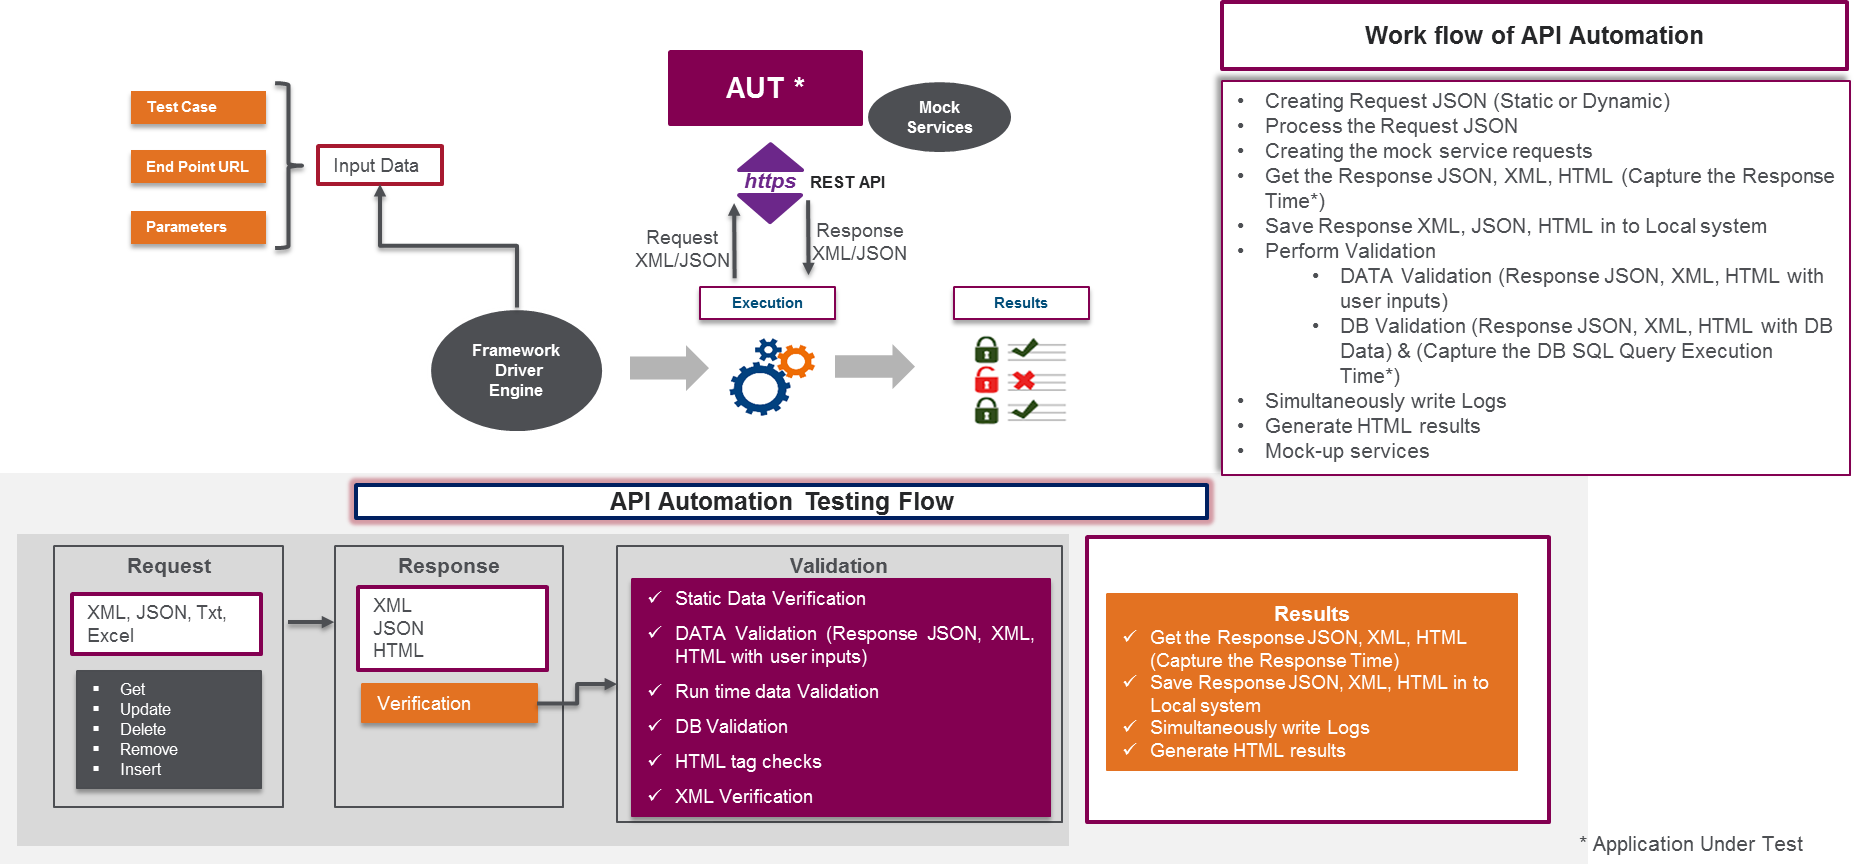 Test Case
End Point URL
Parameters
Input Data
AUT *
Mock
Services
https
REST API
Request
XML/JSON
Response
XML/JSON
Execution
Results
Framework
Driver
Engine
Work flow of API Automation
• Creating Request JSON (Static or Dynamic)
• Process the Request JSON
• Creating the mock service requests
• Get the Response JSON, XML, HTML (Capture the Response
Time*)
• Save Response XML, JSON, HTML in to Local system
• Perform Validation
• DATA Validation (Response JSON, XML, HTML with
user inputs)
• DB Validation (Response JSON, XML, HTML with DB
Data) & (Capture the DB SQL Query Execution
Time*)
• Simultaneously write Logs
• Generate HTML results
• Mock-up services
API Automation Testing Flow
Request
XML, JSON, Txt,
Excel
▪ Get
▪ Update
▪ Delete
▪ Remove
▪ Insert
Response
XML
JSON
HTML
Verification
Validation
✓ Static Data Verification
✓ DATA Validation (Response JSON, XML,
HTML with user inputs)
✓ Run time data Validation
✓ DB Validation
✓ HTML tag checks
✓ XML Verification
Results
✓ Get the Response JSON, XML, HTML
(Capture the Response Time)
✓ Save Response JSON, XML, HTML in to
Local system
✓ Simultaneously write Logs
✓ Generate HTML results
* Application Under Test